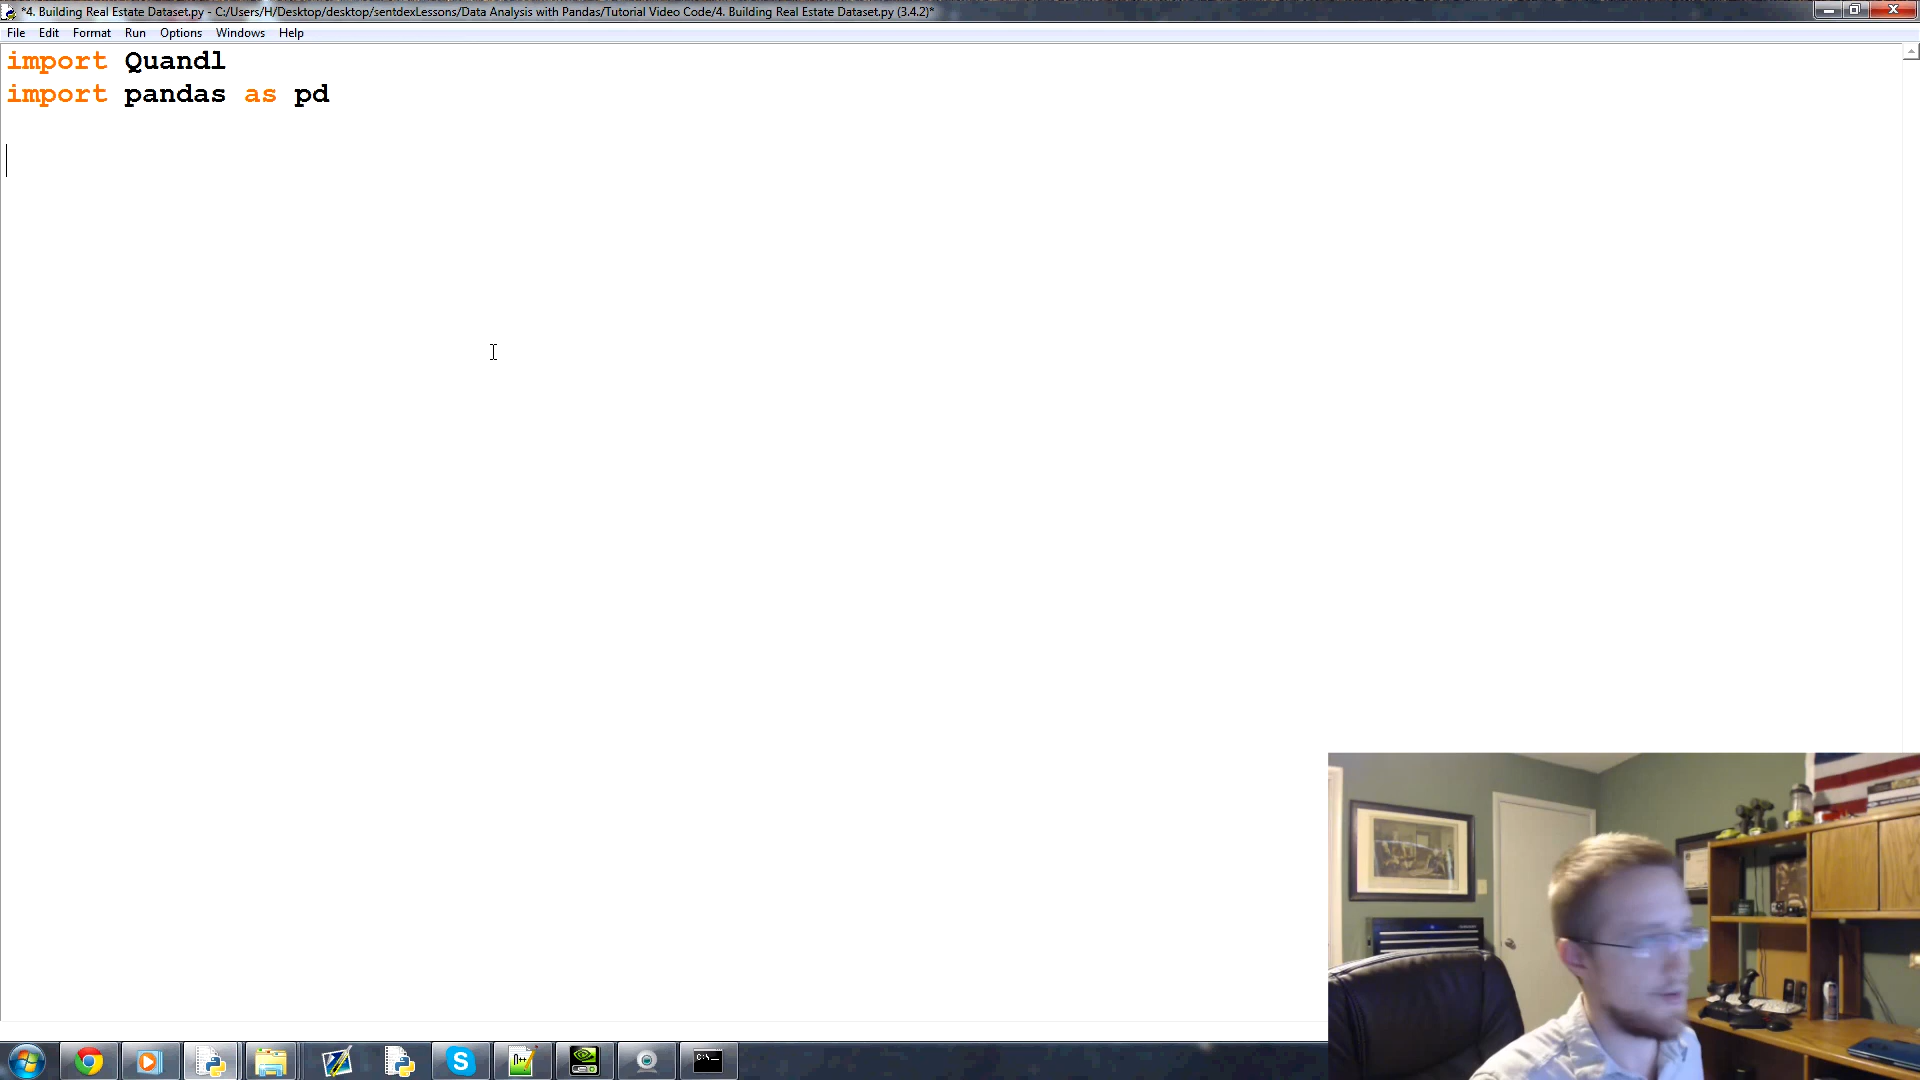 *4. Building Real Estate Dataset.py - C:/Users/H/Desktop/desktop/sentdexLessons/Data Analysis with Pandas/Tutorial Video Code/4. Building Real Estate Dataset.py (3.4.2)*
File Edit Format Run Options Windows Help
import Quandl
import pandas as pd